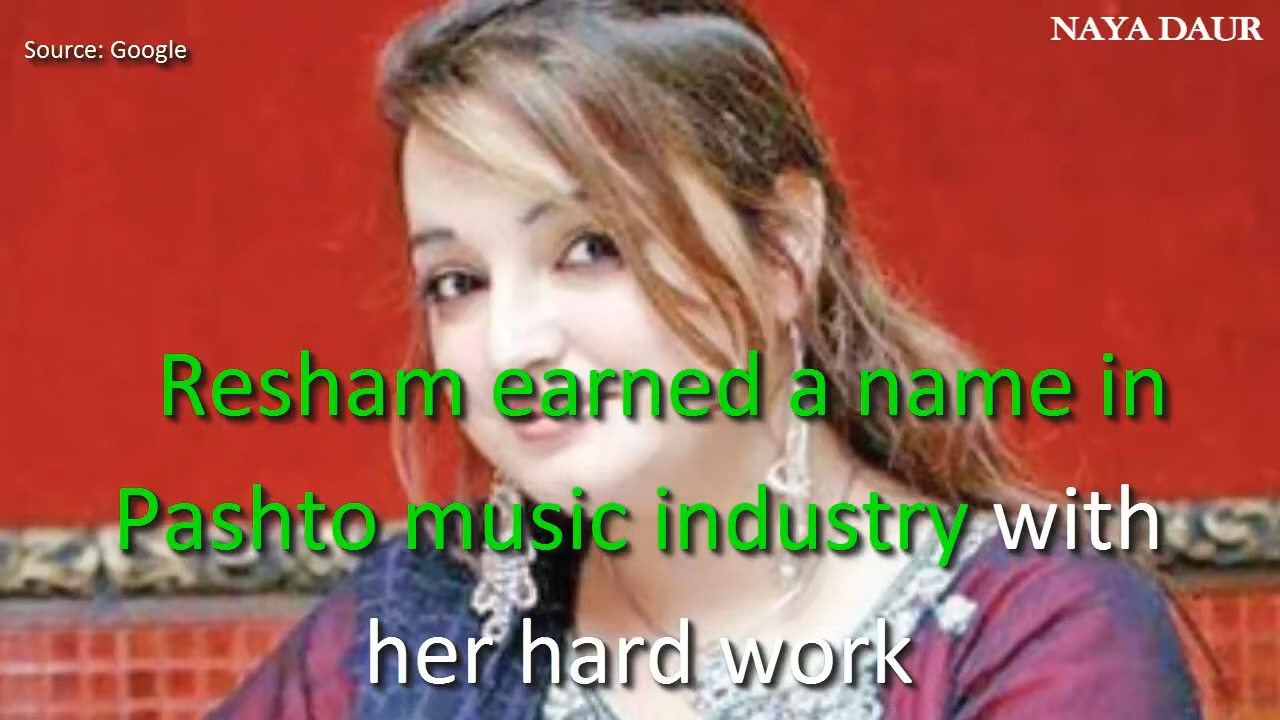 Source: Google
NAYA DAUR
Resham earned a name in
Pashto music industry with
her hard work